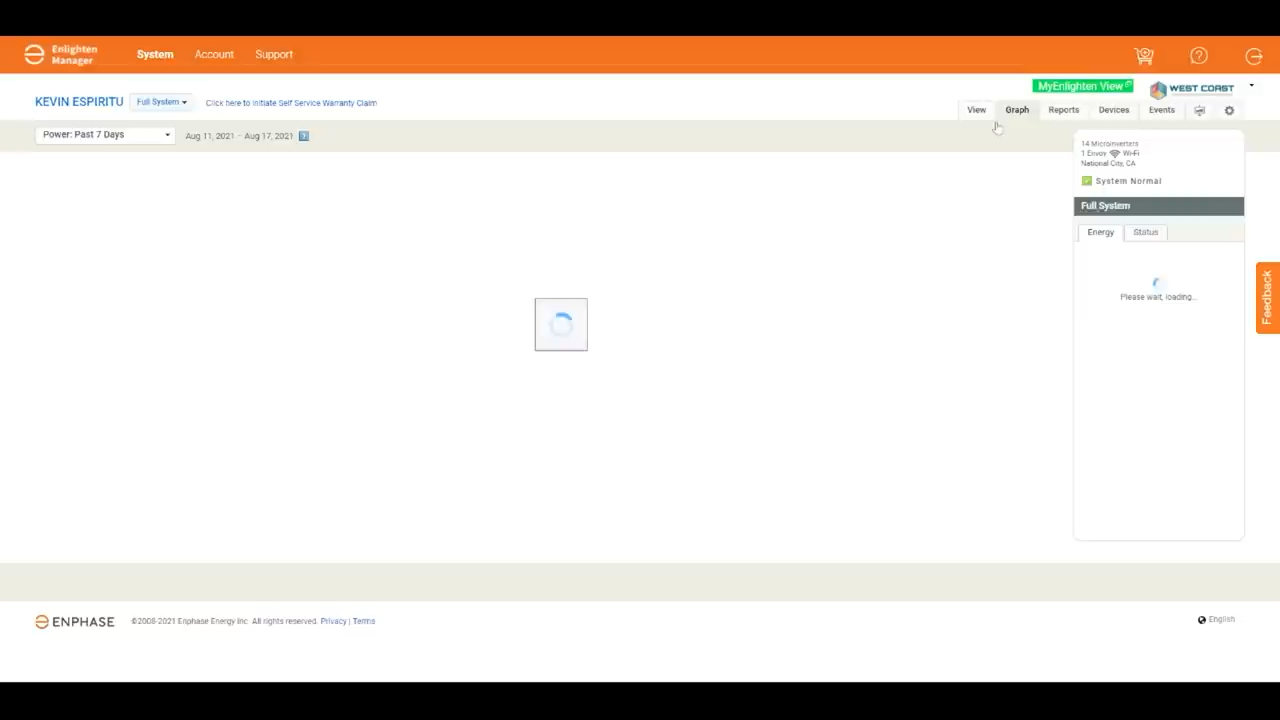 Enlighten Manager
System Account Support
KEVIN ESPIRITU Full System Click here to Initiate Self Service Warranty Claim
MyEnlighten View
WEST COAST
View Graph Reports Devices Events
Power: Past 7 Days Aug 11, 2021 - Aug 17, 2021
14 Microinverters
1 Envoy Wi-Fi
National City, CA
System Normal
Full System
Energy Status
Please wait, loading...
Feedback
ENPHASE ©2008-2021 Enphase Energy Inc. All rights reserved. Privacy | Terms
English